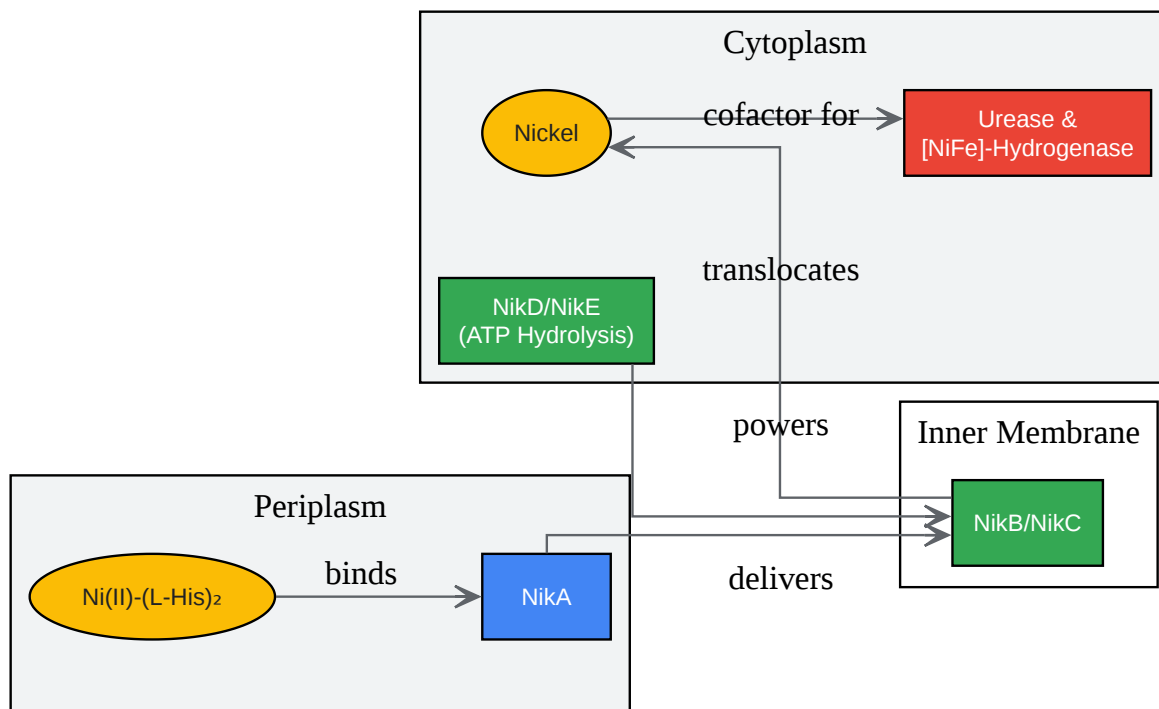 Cytoplasm
Nickel
cofactor for
Urease &
[NiFe]-Hydrogenase
translocates
NikD/NikE
(ATP Hydrolysis)
powers
Inner Membrane
NikB/NikC
Periplasm
Ni(II)-(L-His)₂
binds
NikA
delivers